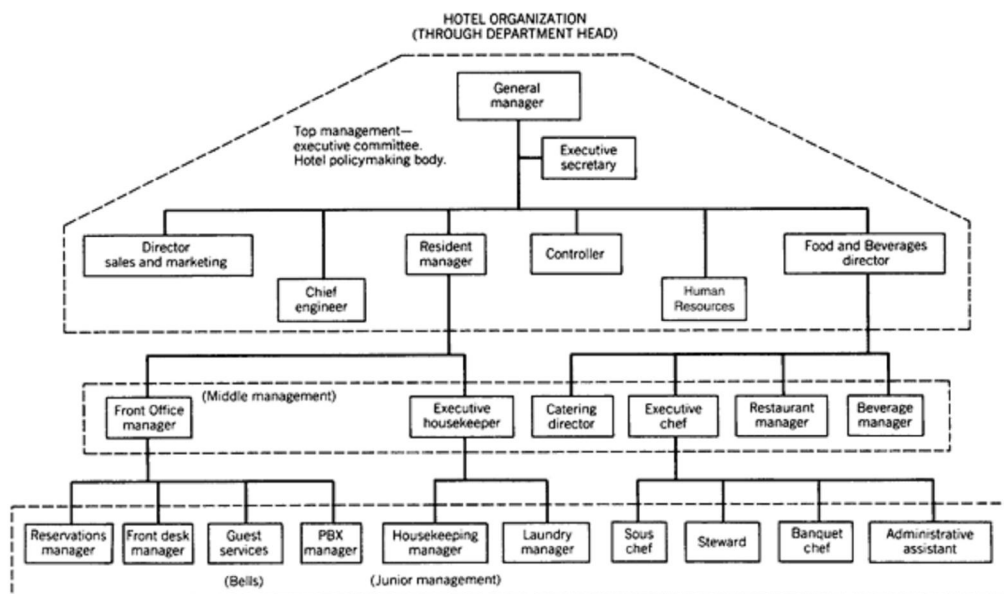 HOTEL ORGANIZATION
(THROUGH DEPARTMENT HEAD)
General
manager
Top management—
executive committee.
Hotel policymaking body.
Executive
secretary
Director
sales and marketing
Resident
manager
Controller
Food and Beverages
director
Chief
engineer
Human
Resources
(Middle management)
Front Office
manager
Executive
housekeeper
Catering
director
Executive
chef
Restaurant
manager
Beverage
manager
Reservations
manager
Front desk
manager
Guest
services
PBX
manager
Housekeeping
manager
Laundry
manager
Sous
chef
Steward
Banquet
chef
Administrative
assistant
(Bells)
(Junior management)